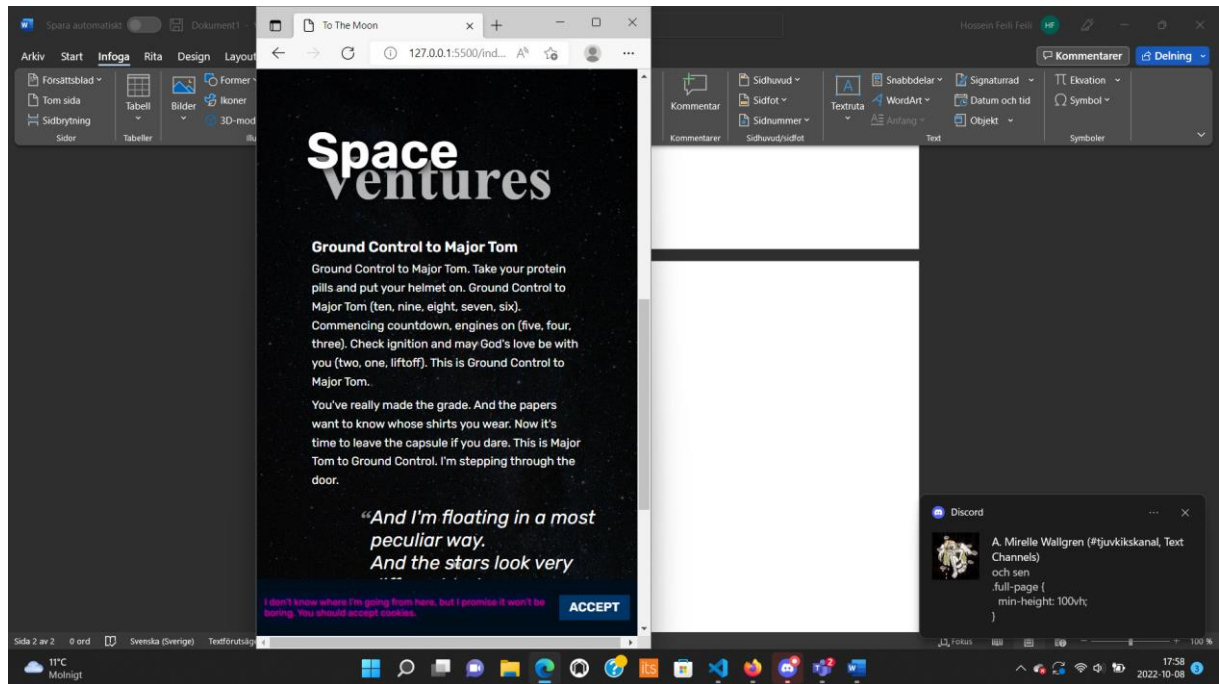 Spara automatiskt
Dokument1 -
Hossein Feili Feili
HF
Arkiv Start Infoga Rita Design Layout
Kommentarer
Delning
Försättsblad
Tom sida
Sidbrytning
Sidor
Tabell
Tabeller
Bilder
Former
Ikoner
3D-mod
Kommentar
Kommentarer
Sidhuvud
Sidfot
Sidnummer
Sidhuvud/sidfot
Textruta
Snabbdelar
WordArt
Anfang
Signaturrad
Datum och tid
Objekt
Text
Ekvation
Symbol
Symboler
To The Moon
127.0.0.1:5500/ind...
Space
ventures
Ground Control to Major Tom
Ground Control to Major Tom. Take your protein
pills and put your helmet on. Ground Control to
Major Tom (ten, nine, eight, seven, six).
Commencing countdown, engines on (five, four,
three). Check ignition and may God's love be with
you (two, one, liftoff). This is Ground Control to
Major Tom.
You've really made the grade. And the papers
want to know whose shirts you wear. Now it's
time to leave the capsule if you dare. This is Major
Tom to Ground Control. I'm stepping through the
door.
“And I'm floating in a most
peculiar way.
And the stars look very
I don't know where I'm going from here, but I promise it won't be
boring. You should accept cookies.
ACCEPT
Discord
A. Mirelle Wallgren (#tjuvkikskanal, Text
Channels)
och sen
.full-page {
min-height: 100vh;
}
Sida 2 av 2 0 ord Svenska (Sverige) Textförutsäg
Fokus
100 %
11°C
Molnigt
its
17:58
2022-10-08
3